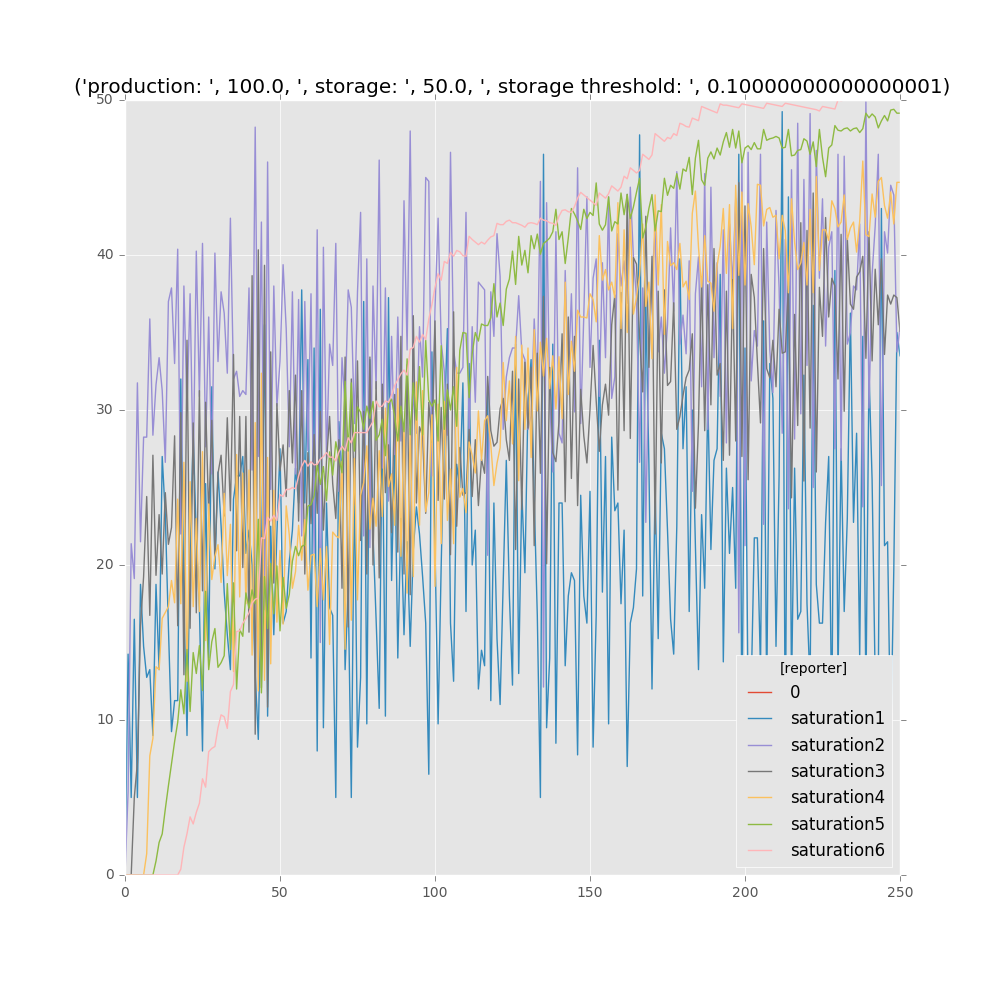 ('production: ', 100.0, ', storage: ', 50.0, ', storage threshold: ', 0.10000000000000001)
50
40
30
20
10
0
0 50 100 150 200 250
[reporter]
0
saturation1
saturation2
saturation3
saturation4
saturation5
saturation6